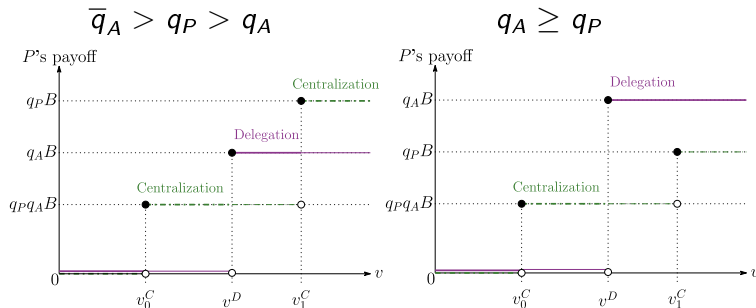 q̅_A > q_P > q_A
P's payoff
Centralization
q_P B
Delegation
q_A B
Centralization
q_P q_A B
0
v
v_0^C
v^D
v_1^C
q_A ≥ q_P
P's payoff
Delegation
q_A B
q_P B
Centralization
q_P q_A B
0
v
v_0^C
v^D
v_1^C